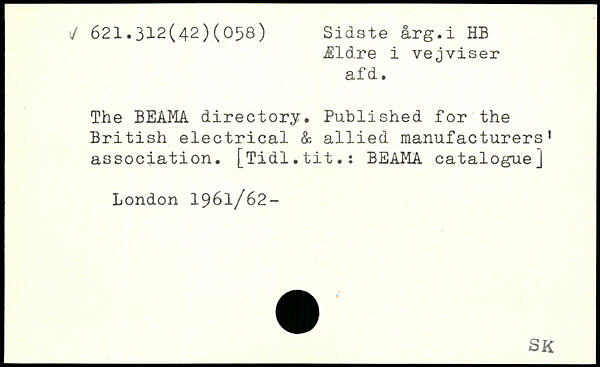 ✓ 621.312(42)(058) Sidste årg.i HB
Ældre i vejviser
afd.
The BEAMA directory. Published for the
British electrical & allied manufacturers'
association. [Tidl.tit.: BEAMA catalogue]
London 1961/62-
SK